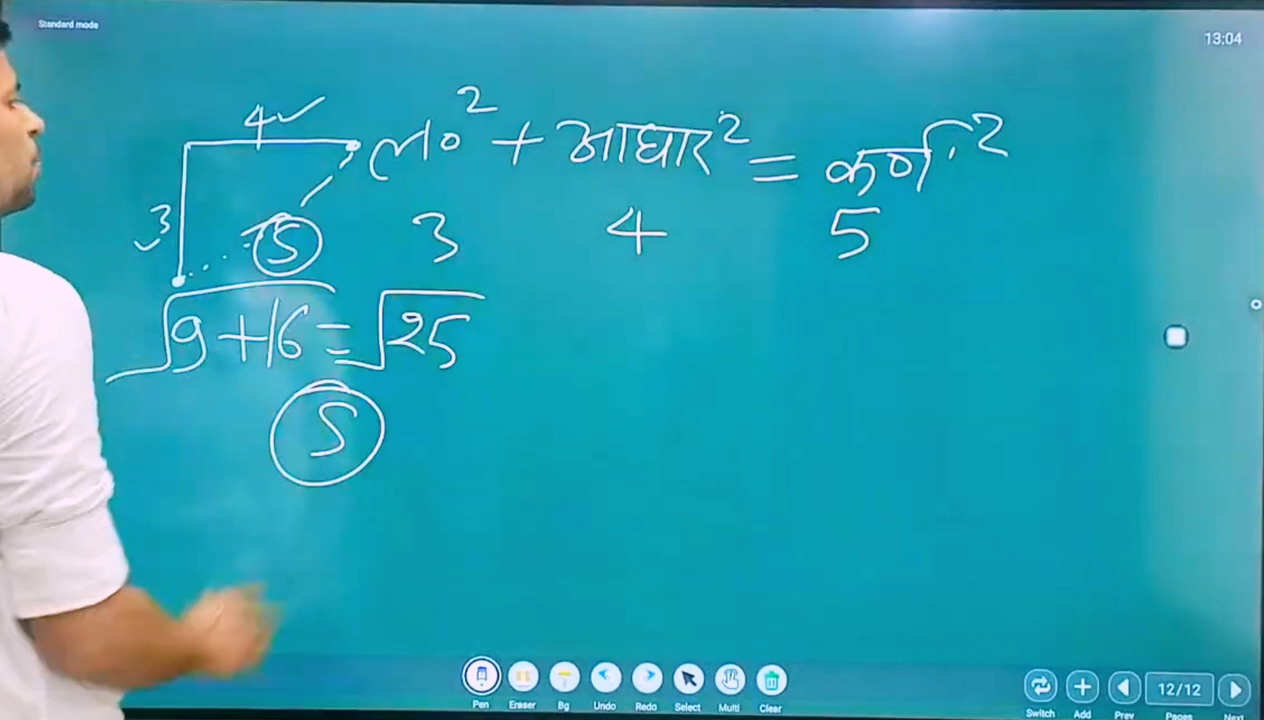 Standard mode
13:04
4
ल०² + आधार² = कर्ण²
3 5 3 4 5
√9+16 = √25
5
Pen Eraser Bg Undo Redo Select Multi Clear
Switch Add Prev 12/12 Pages Next